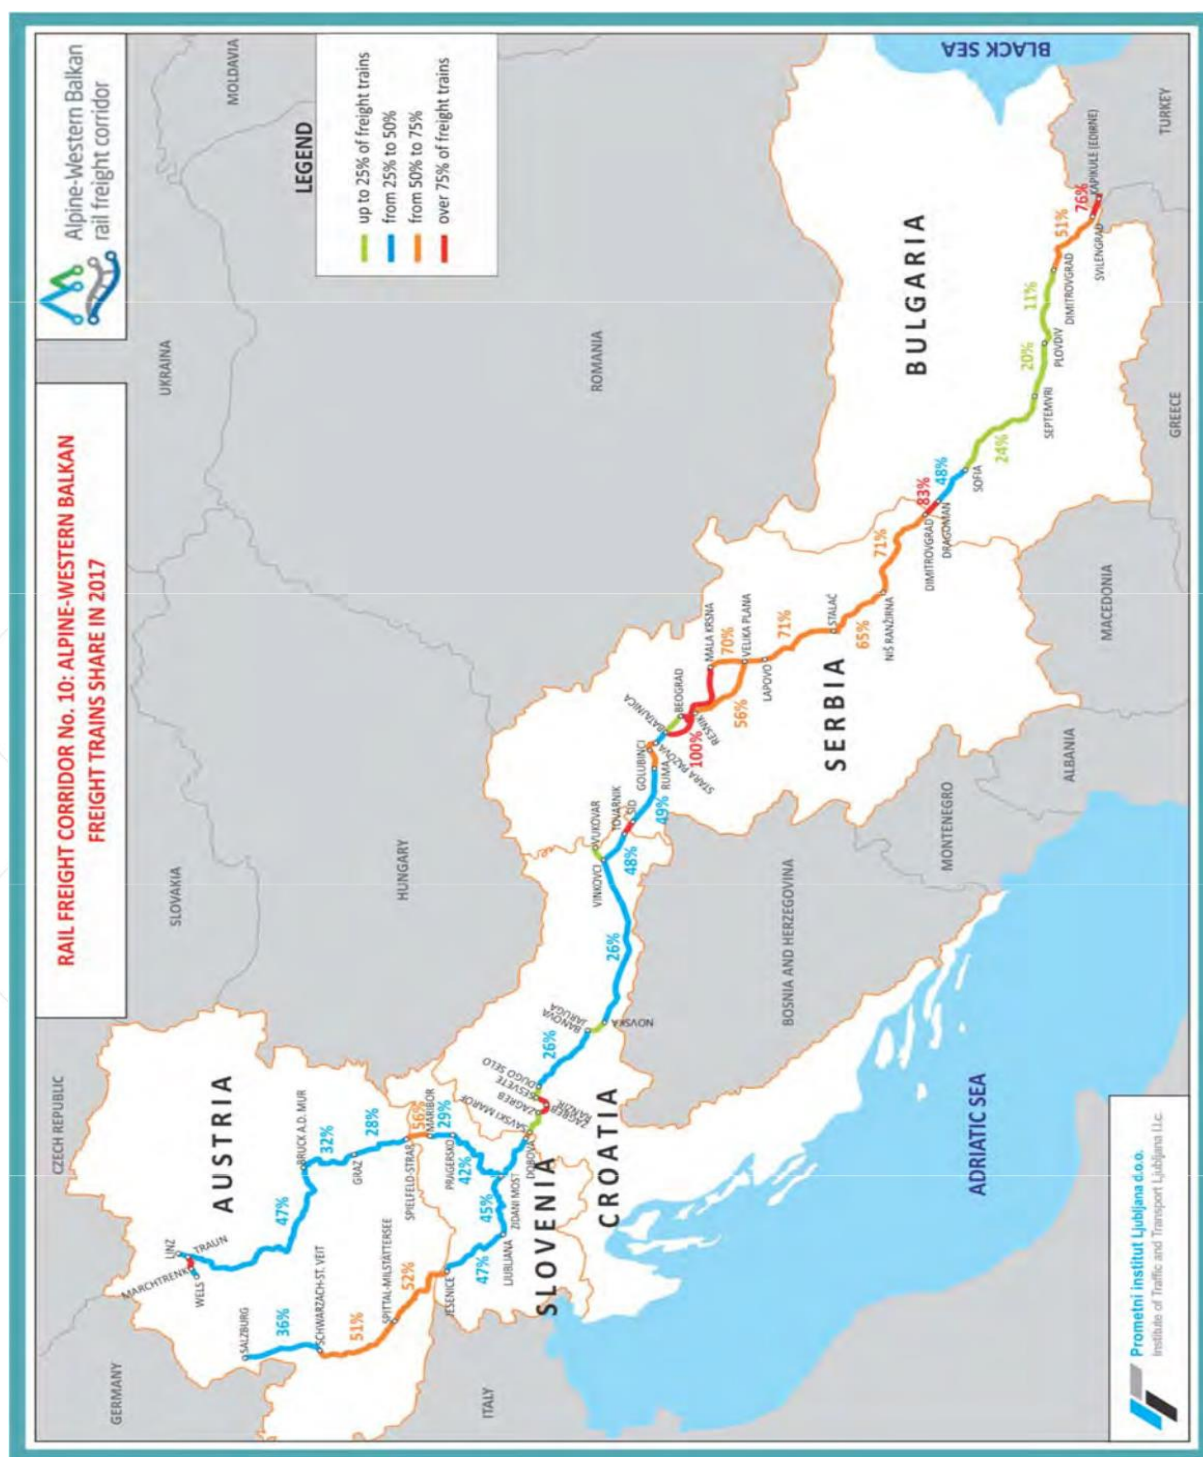 RAIL FREIGHT CORRIDOR No. 10: ALPINE-WESTERN BALKAN
FREIGHT TRAINS SHARE IN 2017
Alpine-Western Balkan
rail freight corridor
LEGEND
up to 25% of freight trains
from 25% to 50%
from 50% to 75%
over 75% of freight trains
GERMANY
CZECH REPUBLIC
SLOVAKIA
UKRAINE
MOLDAVIA
AUSTRIA
HUNGARY
ROMANIA
ITALY
SLOVENIA
CROATIA
BOSNIA AND HERZEGOVINA
SERBIA
MONTENEGRO
ALBANIA
MACEDONIA
BULGARIA
GREECE
TURKEY
BLACK SEA
ADRIATIC SEA
LINZ
TRAUN
MARCHTRENK
WELS
47%
BRUCK A.D. MUR
32%
GRAZ
28%
SPIELFELD-STRAß
56%
MARIBOR
29%
PRAGERSKO
42%
ZIDANI MOST
SALZBURG
36%
SCHWARZACH-ST. VEIT
51%
SPITTAL-MILSTÄTTERSEE
52%
JESENICE
47%
LJUBLJANA
45%
DOBOVA
SAVSKI MAROF
ZAGREB
ZAGREB
RANŽIR
SESVETE
DUGO SELO
26%
BANOVA
JARUGA
NOVSKA
26%
VINKOVCI
VUKOVAR
48%
TOVARNIK
ŠID
49%
RUMA
GOLUBINCI
STARA PAZOVA
BATAJNICA
BEOGRAD
100%
RESNIK
MALA KRSNA
70%
56%
VELIKA PLANA
LAPOVO
71%
STALAĆ
65%
NIŠ RANŽIRNA
71%
DIMITROVGRAD
83%
DRAGOMAN
48%
SOFIA
24%
SEPTEMVRI
20%
PLOVDIV
11%
DIMITROVGRAD
51%
SVILENGRAD
76%
KAPIKULE (EDIRNE)
Prometni institut Ljubljana d.o.o.
Institute of Traffic and Transport Ljubljana l.l.c.